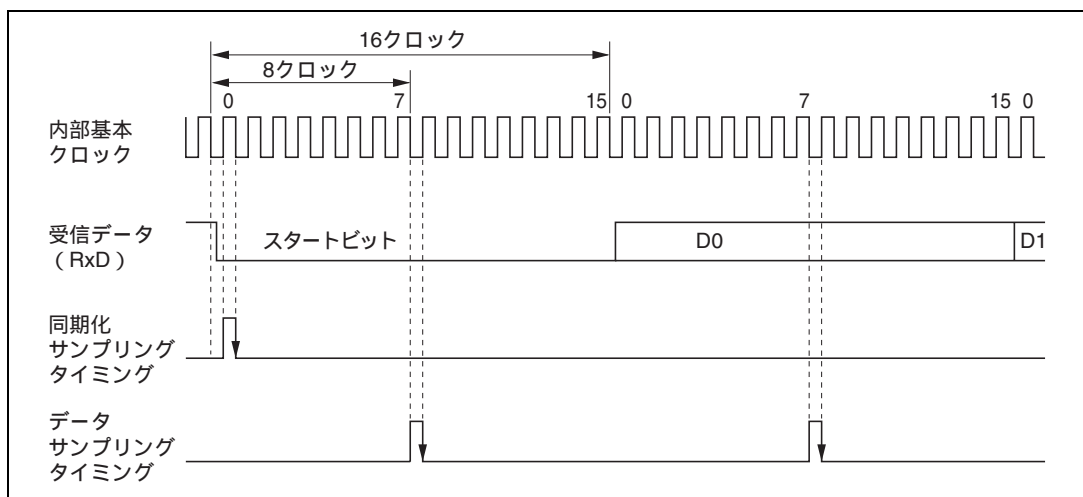 16クロック
8クロック
0 7 15 0 7 15 0
内部基本
クロック
受信データ
（RxD）
スタートビット D0 D1
同期化
サンプリング
タイミング
データ
サンプリング
タイミング